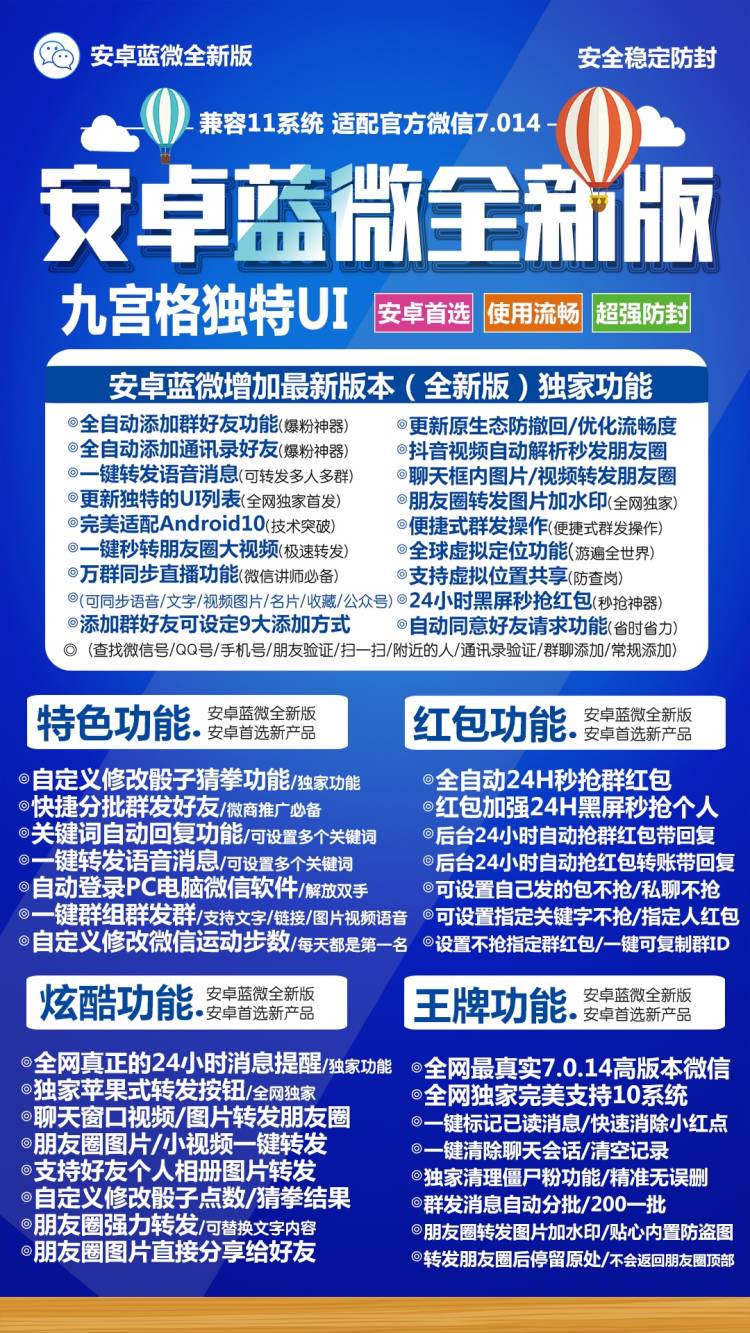 安卓蓝微全新版
安全稳定防封
兼容11系统 适配官方微信7.014
安卓蓝微全新版
九宫格独特UI
安卓首选
使用流畅
超强防封
安卓蓝微增加最新版本（全新版）独家功能
◎全自动添加群好友功能(爆粉神器)
◎全自动添加通讯录好友(爆粉神器)
◎一键转发语音消息(可转发多人多群)
◎更新独特的UI列表(全网独家首发)
◎完美适配Android10(技术突破)
◎一键秒转朋友圈大视频(极速转发)
◎万群同步直播功能(微信讲师必备)
◎(可同步语音/文字/视频图片/名片/收藏/公众号)
◎添加群好友可设定9大添加方式
◎更新原生态防撤回/优化流畅度
◎抖音视频自动解析秒发朋友圈
◎聊天框内图片/视频转发朋友圈
◎朋友圈转发图片加水印(全网独家)
◎便捷式群发操作(便捷式群发操作)
◎全球虚拟定位功能(游遍全世界)
◎支持虚拟位置共享(防查岗)
◎24小时黑屏秒抢红包(秒抢神器)
◎自动同意好友请求功能(省时省力)
◎（查找微信号/QQ号/手机号/朋友验证/扫一扫/附近的人/通讯录验证/群聊添加/常规添加）
特色功能.
安卓蓝微全新版
安卓首选新产品
◎自定义修改骰子猜拳功能/独家功能
◎快捷分批群发好友/微商推广必备
◎关键词自动回复功能/可设置多个关键词
◎一键转发语音消息/可设置多个关键词
◎自动登录PC电脑微信软件/解放双手
◎一键群组群发群/支持文字/链接/图片视频语音
◎自定义修改微信运动步数/每天都是第一名
红包功能.
安卓蓝微全新版
安卓首选新产品
◎全自动24H秒抢群红包
◎红包加强24H黑屏秒抢个人
◎后台24小时自动抢群红包带回复
◎后台24小时自动抢红包转账带回复
◎可设置自己发的包不抢/私聊不抢
◎可设置指定关键字不抢/指定人红包
◎设置不抢指定群红包/一键可复制群ID
炫酷功能.
安卓蓝微全新版
安卓首选新产品
◎全网真正的24小时消息提醒/独家功能
◎独家苹果式转发按钮/全网独家
◎聊天窗口视频/图片转发朋友圈
◎朋友圈图片/小视频一键转发
◎支持好友个人相册图片转发
◎自定义修改骰子点数/猜拳结果
◎朋友圈强力转发/可替换文字内容
◎朋友圈图片直接分享给好友
王牌功能.
安卓蓝微全新版
安卓首选新产品
◎全网最真实7.0.14高版本微信
◎全网独家完美支持10系统
◎一键标记已读消息/快速消除小红点
◎一键清除聊天会话/清空记录
◎独家清理僵尸粉功能/精准无误删
◎群发消息自动分批/200一批
◎朋友圈转发图片加水印/贴心内置防盗图
◎转发朋友圈后停留原处/不会返回朋友圈顶部